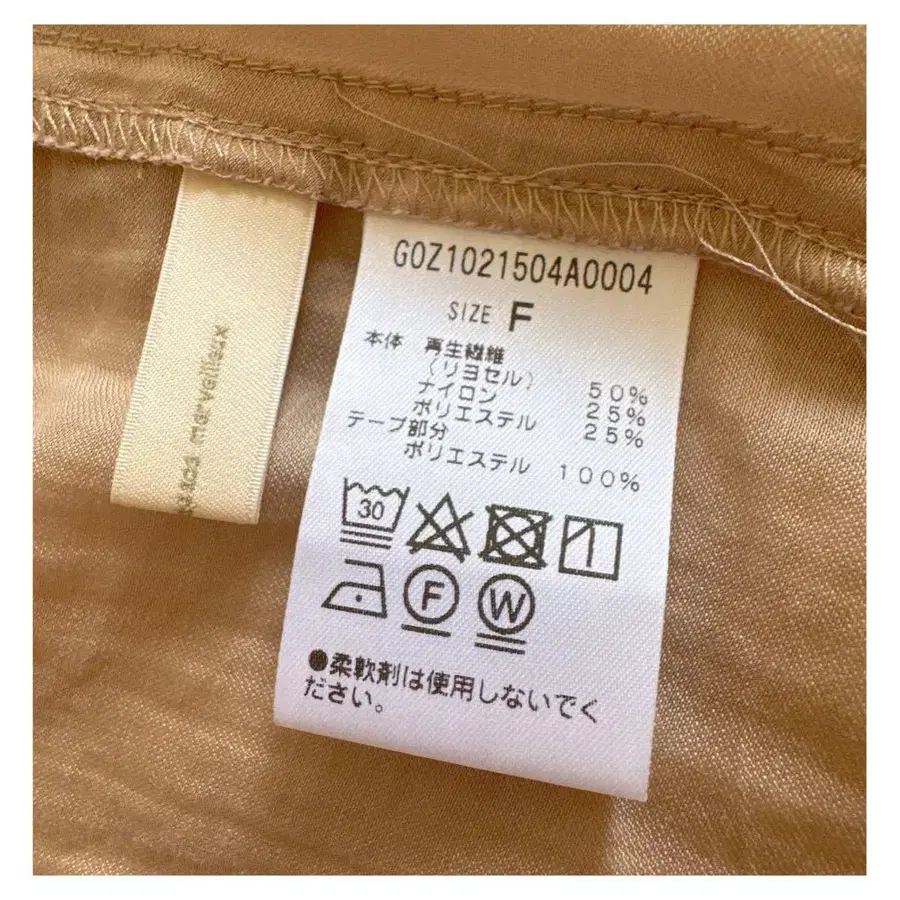 marveilleux
G0Z1021504A0004
SIZE F
本体 再生繊維
(リヨセル) 50%
ナイロン 25%
ポリエステル 25%
テープ部分
ポリエステル 100%
30
F W
●柔軟剤は使用しないでく
ださい。